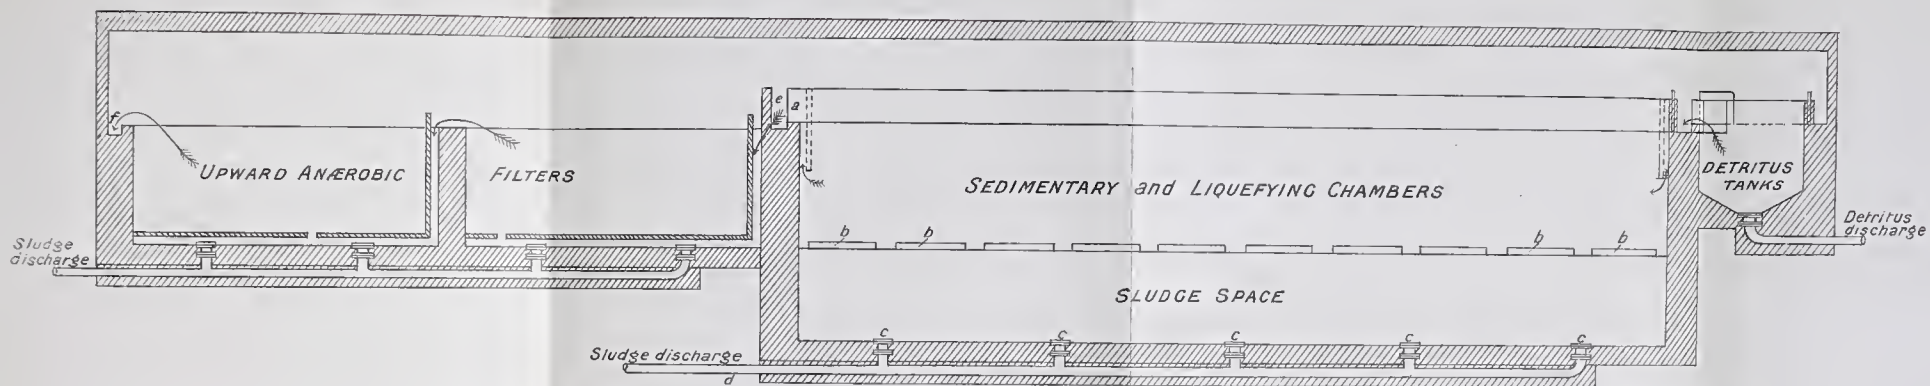 f
e
a
UPWARD ANÆROBIC
FILTERS
SEDIMENTARY and LIQUEFYING CHAMBERS
DETRITUS
TANKS
Sludge
discharge
Detritus
discharge
b
b
b
b
SLUDGE SPACE
c
c
c
c
c
Sludge discharge
d